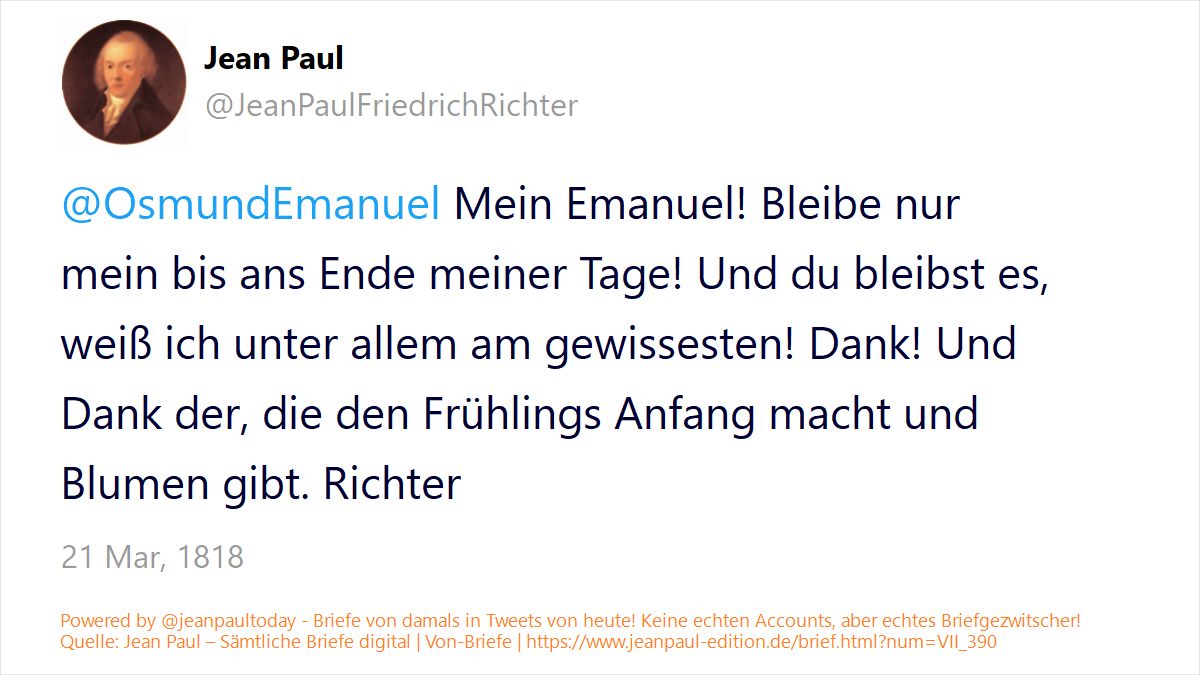 Jean Paul
@JeanPaulFriedrichRichter
@OsmundEmanuel Mein Emanuel! Bleibe nur
mein bis ans Ende meiner Tage! Und du bleibst es,
weiß ich unter allem am gewissesten! Dank! Und
Dank der, die den Frühlings Anfang macht und
Blumen gibt. Richter
21 Mar, 1818
Powered by @jeanpaultoday - Briefe von damals in Tweets von heute! Keine echten Accounts, aber echtes Briefgezwitscher!
Quelle: Jean Paul – Sämtliche Briefe digital | Von-Briefe | https://www.jeanpaul-edition.de/brief.html?num=VII_390